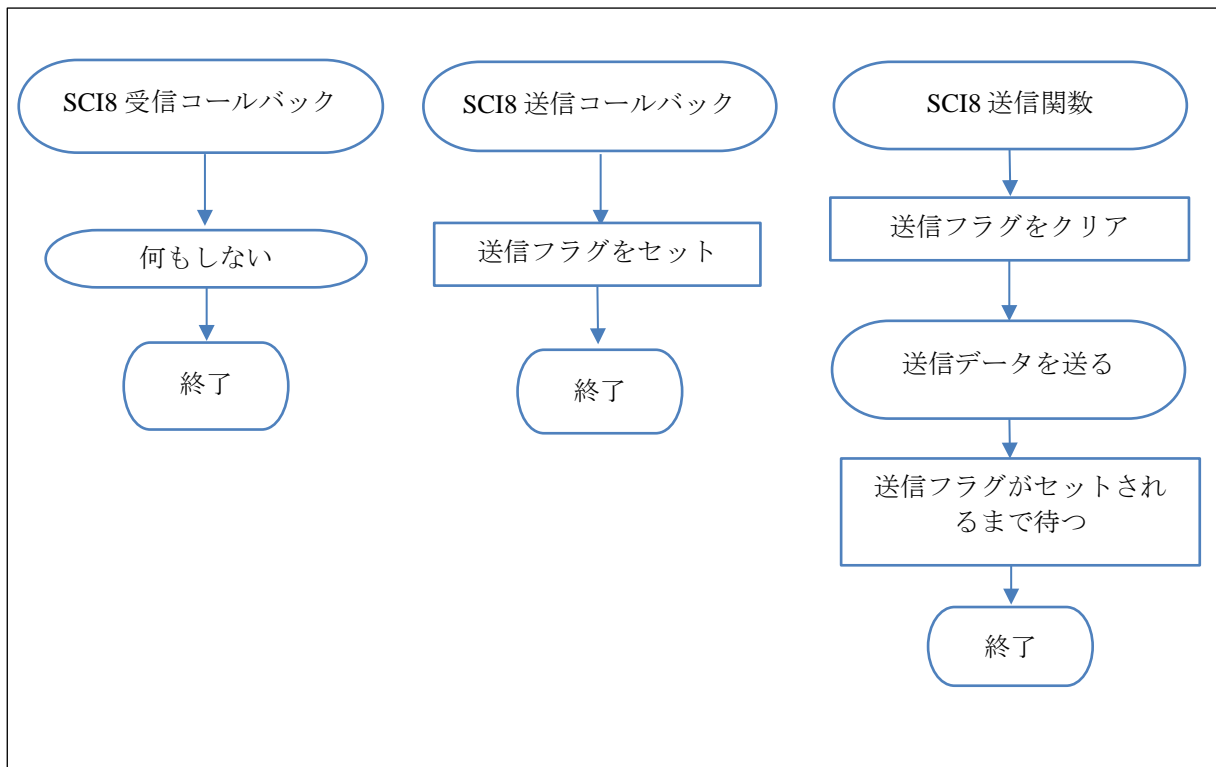 SCI8 受信コールバック
何もしない
終了
SCI8 送信コールバック
送信フラグをセット
終了
SCI8 送信関数
送信フラグをクリア
送信データを送る
送信フラグがセットされ
るまで待つ
終了